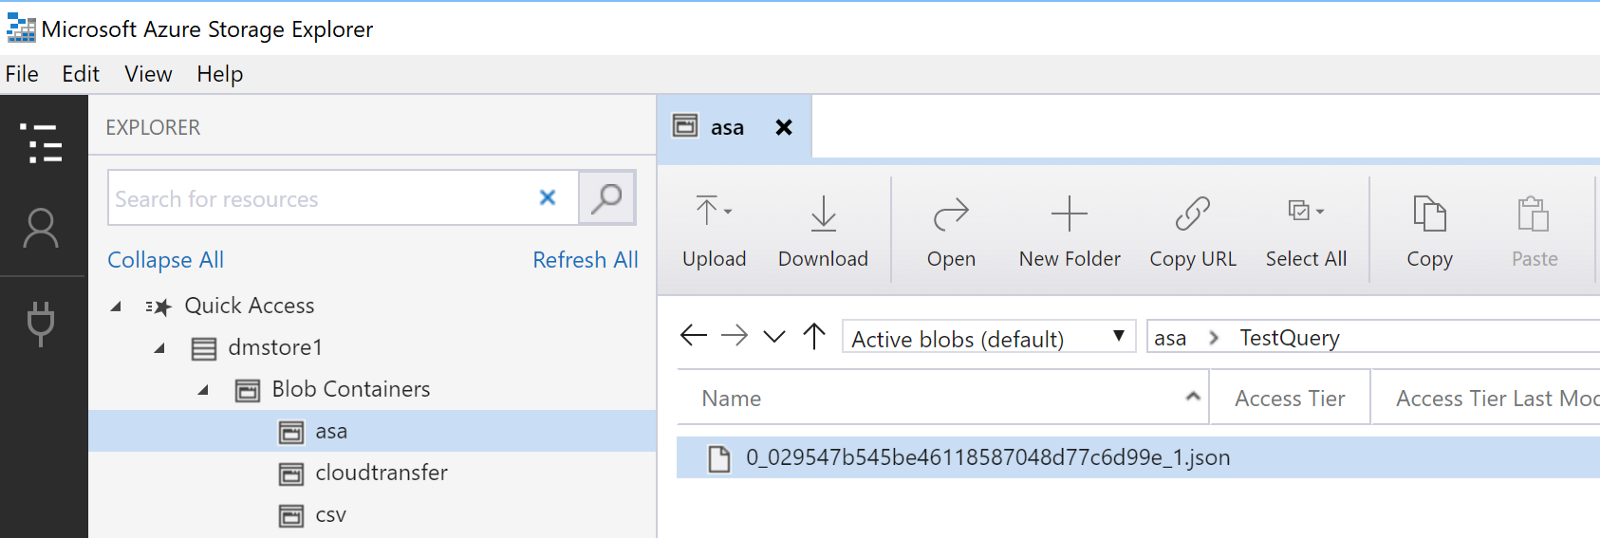 Microsoft Azure Storage Explorer
File Edit View Help
EXPLORER
Search for resources
Collapse All Refresh All
Quick Access
dmstore1
Blob Containers
asa
cloudtransfer
csv
asa
Upload Download Open New Folder Copy URL Select All Copy Paste
Active blobs (default) asa > TestQuery
Name Access Tier Access Tier Last Moc
0_029547b545be46118587048d77c6d99e_1.json